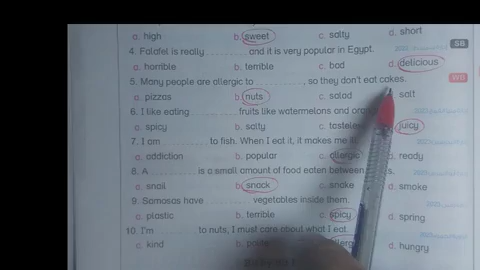 a. high b. sweet c. salty d. short
4. Falafel is really .......... and it is very popular in Egypt.
SB
a. horrible b. terrible c. bad d. delicious
5. Many people are allergic to .........., so they don't eat cakes.
WB
a. pizzas b. nuts c. salad salt
6. I like eating .......... fruits like watermelons and
a. spicy b. salty c. juicy
7. I am .......... to fish. When I eat it, it makes me
a. addiction b. popular c. allergic b. ready
8. A .......... is a small amount of food eaten between
a. snail b. snack c. snake d. smoke
9. Samosas have .......... vegetables inside them.
a. plastic b. terrible c. spicy d. spring
10. I'm .......... to nuts, I must care about what I eat.
a. kind b. d. hungry